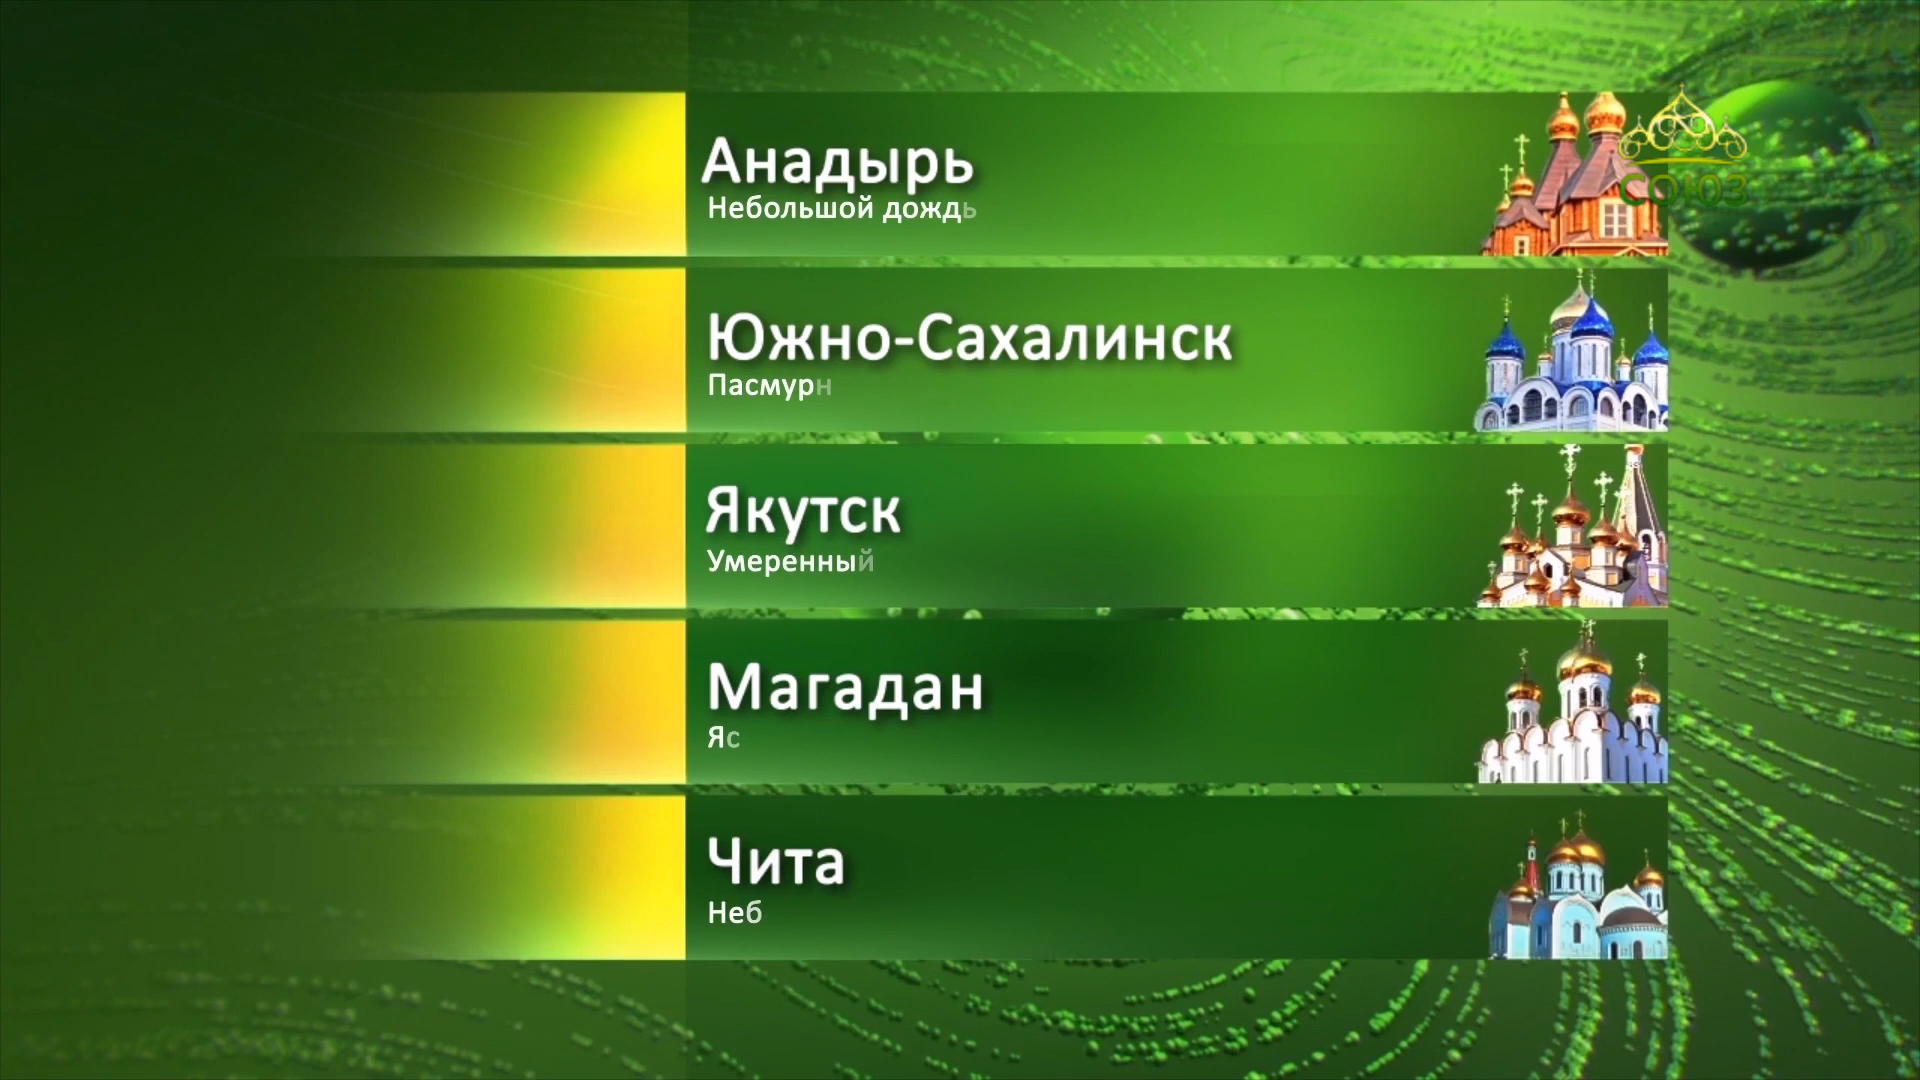 Анадырь
Небольшой дождь
СОЮЗ
Южно-Сахалинск
Пасмурн
Якутск
Умеренный
Магадан
Яс
Чита
Неб